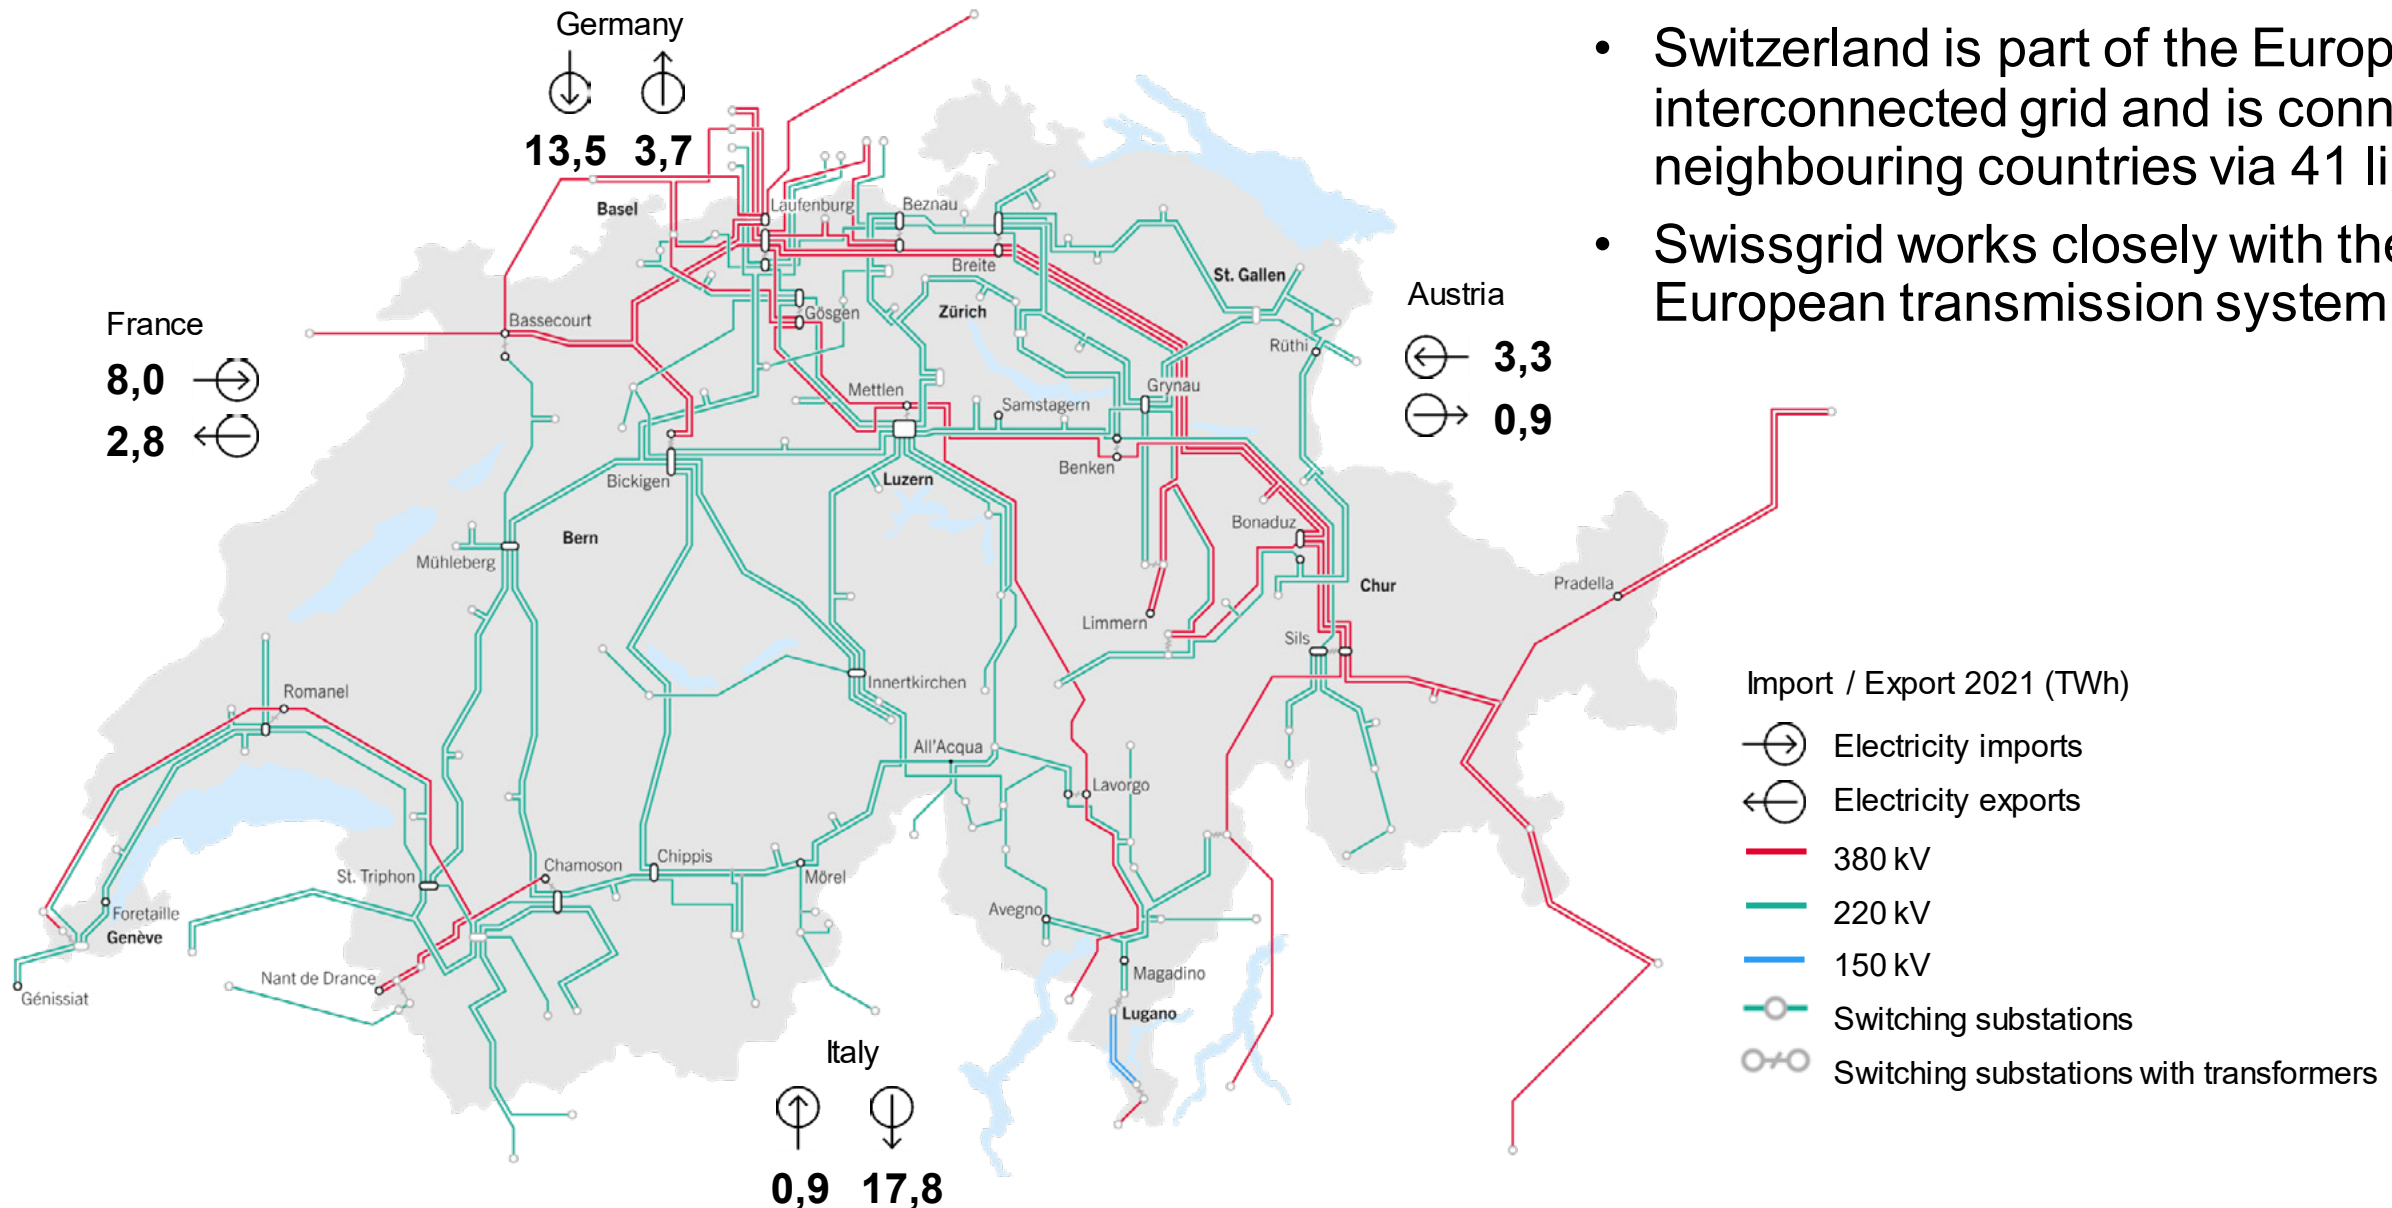 Germany
13,5 3,7
• Switzerland is part of the Europ
interconnected grid and is conn
neighbouring countries via 41 li
• Swissgrid works closely with the
European transmission system
Basel
Laufenburg
Beznau
Breite
St. Gallen
Gösgen
Zürich
Bassecourt
Rüthi
France
8,0
2,8
Austria
3,3
0,9
Mettlen
Samstagern
Grynau
Benken
Bickigen
Luzern
Bern
Mühleberg
Bonaduz
Chur
Pradella
Limmern
Sils
Innertkirchen
Romanel
All'Acqua
Lavorgo
Chamoson
Chippis
Mörel
St. Triphon
Foretaille
Genève
Avegno
Nant de Drance
Génissiat
Magadino
Lugano
Italy
0,9 17,8
Import / Export 2021 (TWh)
Electricity imports
Electricity exports
380 kV
220 kV
150 kV
Switching substations
Switching substations with transformers